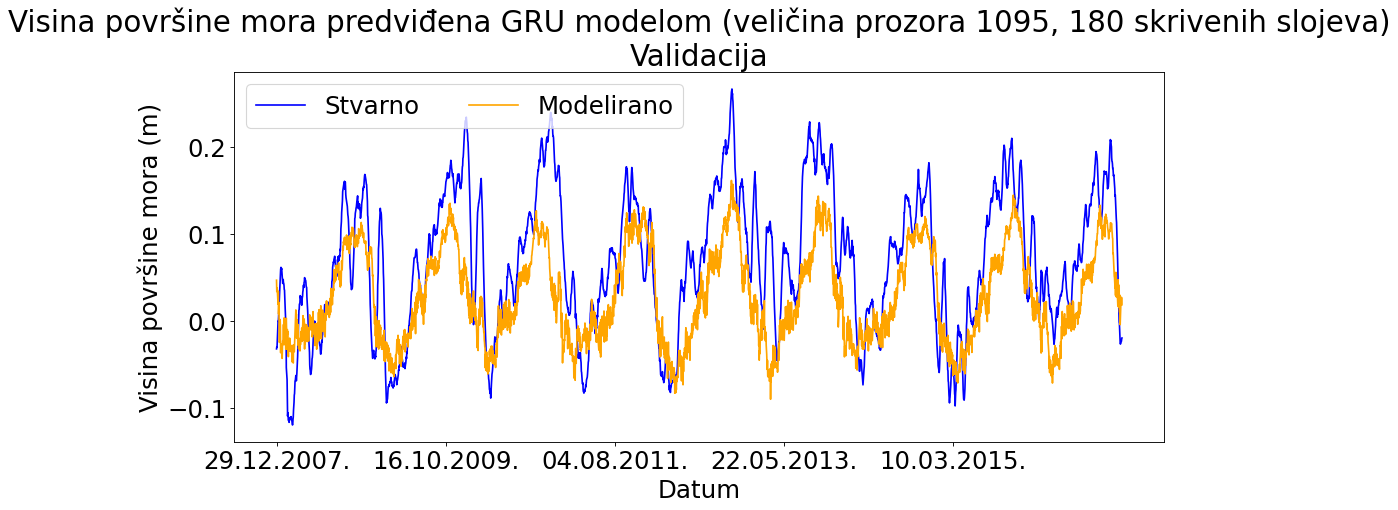 Visina površine mora predviđena GRU modelom (veličina prozora 1095, 180 skrivenih slojeva)
Validacija
Stvarno
Modelirano
Visina površine mora (m)
0.2
0.1
0.0
−0.1
29.12.2007. 16.10.2009. 04.08.2011. 22.05.2013. 10.03.2015.
Datum